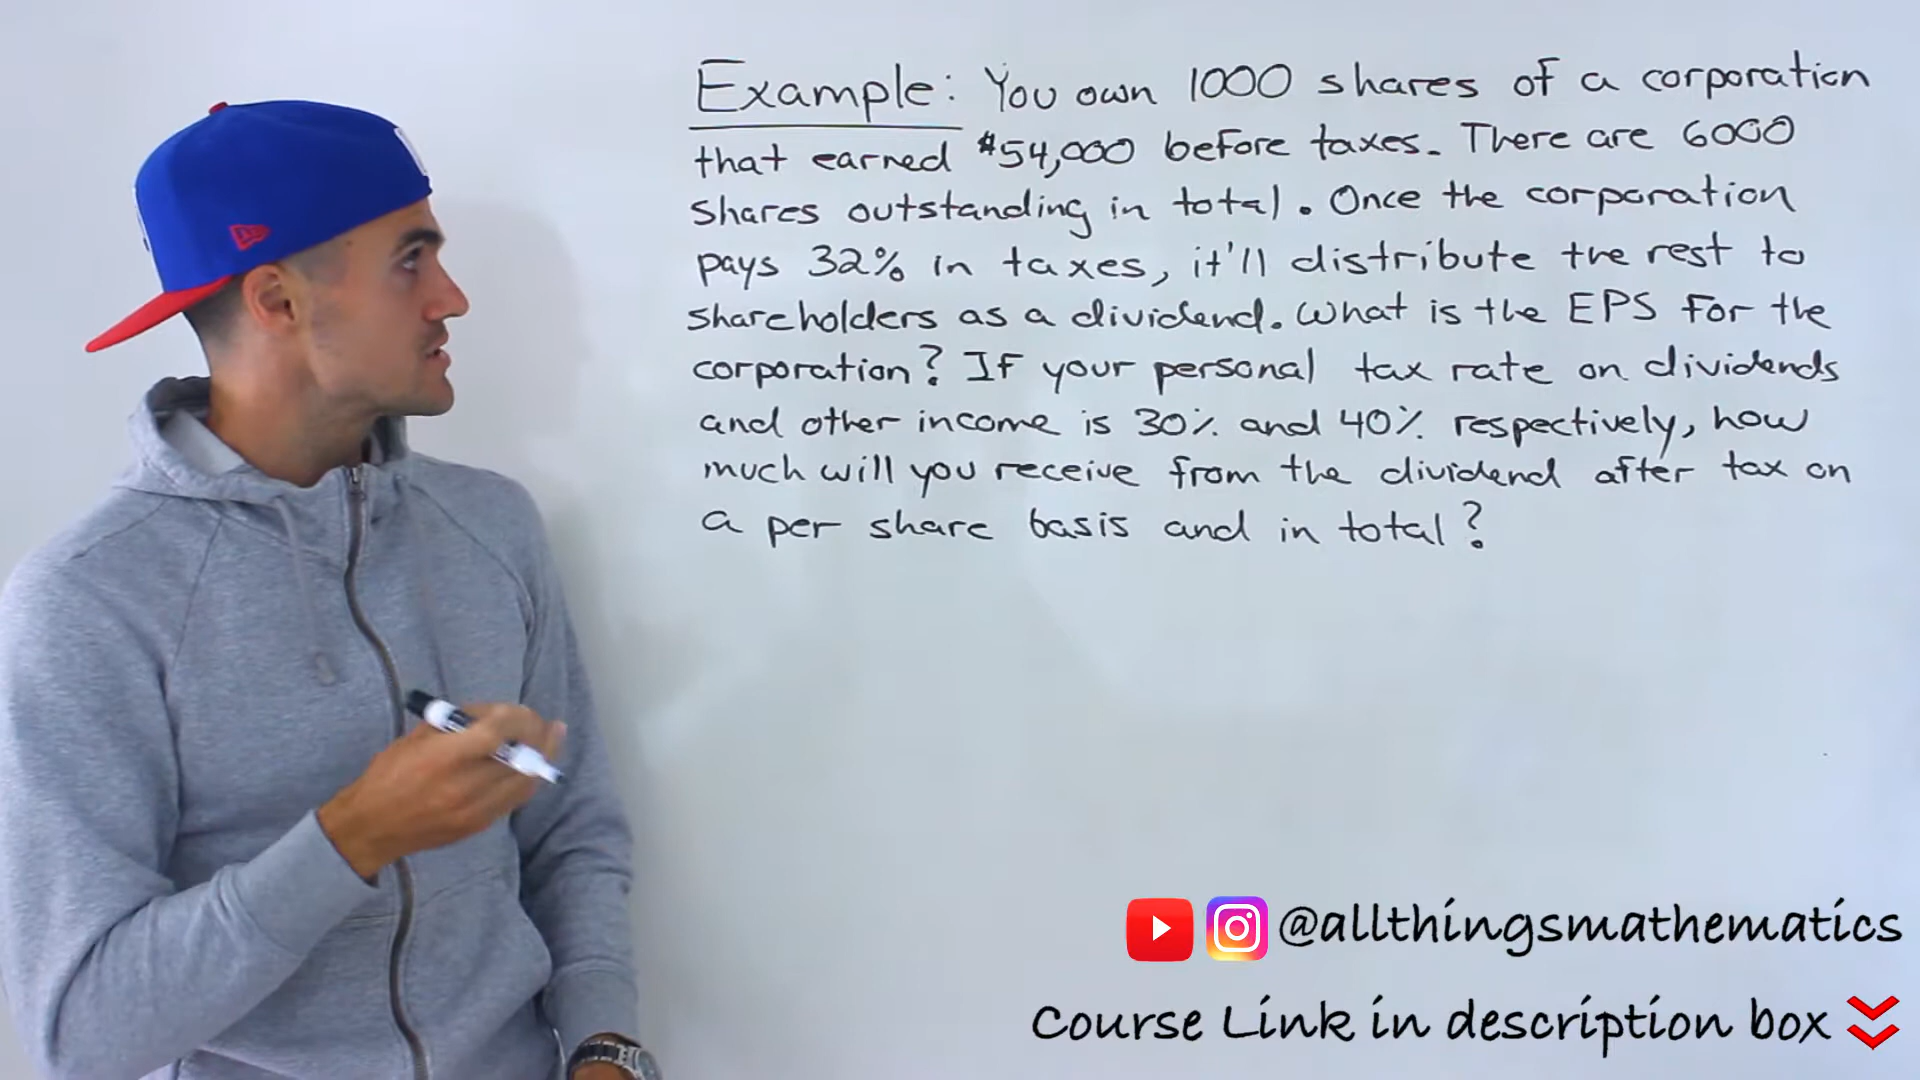 Example: You own 1000 shares of a corporation
that earned $54,000 before taxes. There are 6000
shares outstanding in total. Once the corporation
pays 32% in taxes, it'll distribute the rest to
shareholders as a dividend. What is the EPS for the
corporation? If your personal tax rate on dividends
and other income is 30% and 40% respectively, how
much will you receive from the dividend after tax on
a per share basis and in total?
@allthingsmathematics
Course Link in description box